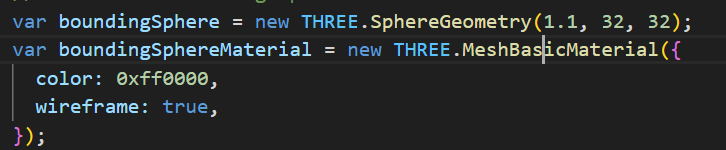 var boundingSphere = new THREE.SphereGeometry(1.1, 32, 32);
var boundingSphereMaterial = new THREE.MeshBasicMaterial({
  color: 0xff0000,
  wireframe: true,
});